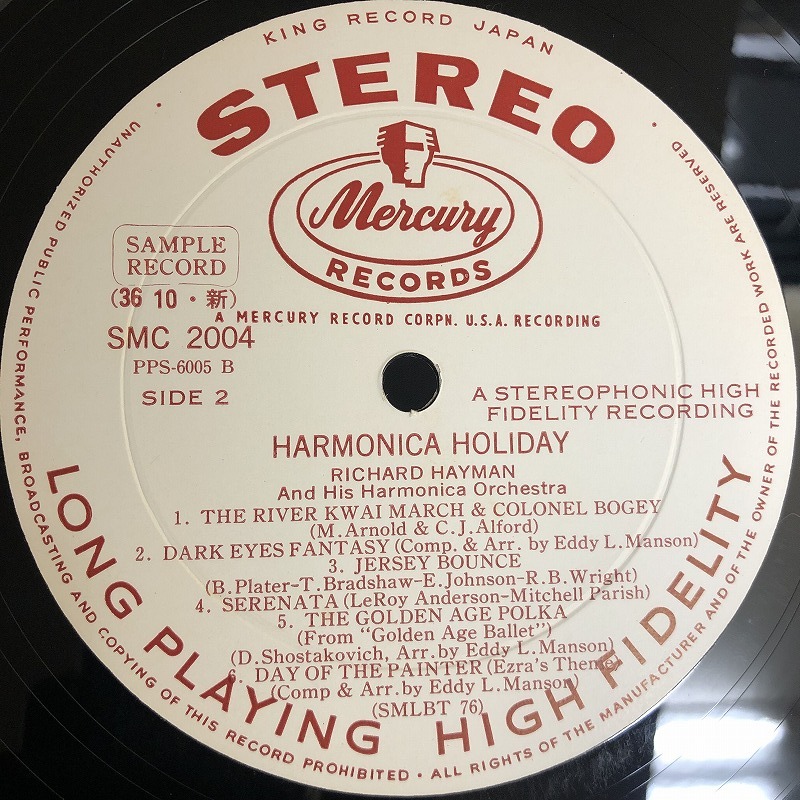 KING RECORD JAPAN
STEREO
Mercury
RECORDS
SAMPLE
RECORD
(36 10・新)
A MERCURY RECORD CORPN. U.S.A. RECORDING
SMC 2004
PPS-6005 B
SIDE 2
A STEREOPHONIC HIGH
FIDELITY RECORDING
HARMONICA HOLIDAY
RICHARD HAYMAN
And His Harmonica Orchestra
1. THE RIVER KWAI MARCH & COLONEL BOGEY
(M. Arnold & C. J. Alford)
2. DARK EYES FANTASY (Comp. & Arr. by Eddy L. Manson)
3. JERSEY BOUNCE
(B. Plater-T. Bradshaw-E. Johnson-R. B. Wright)
4. SERENATA (LeRoy Anderson-Mitchell Parish)
5. THE GOLDEN AGE POLKA
(From "Golden Age Ballet")
(D. Shostakovich, Arr. by Eddy L. Manson)
6. DAY OF THE PAINTER (Ezra's Theme)
(Comp & Arr. by Eddy L. Manson)
(SMLBT 76)
LONG PLAYING HIGH FIDELITY
UNAUTHORIZED PUBLIC PERFORMANCE, BROADCASTING AND COPYING OF THIS RECORD PROHIBITED • ALL RIGHTS OF THE MANUFACTURER AND OF THE OWNER OF THE RECORDED WORK ARE RESERVED